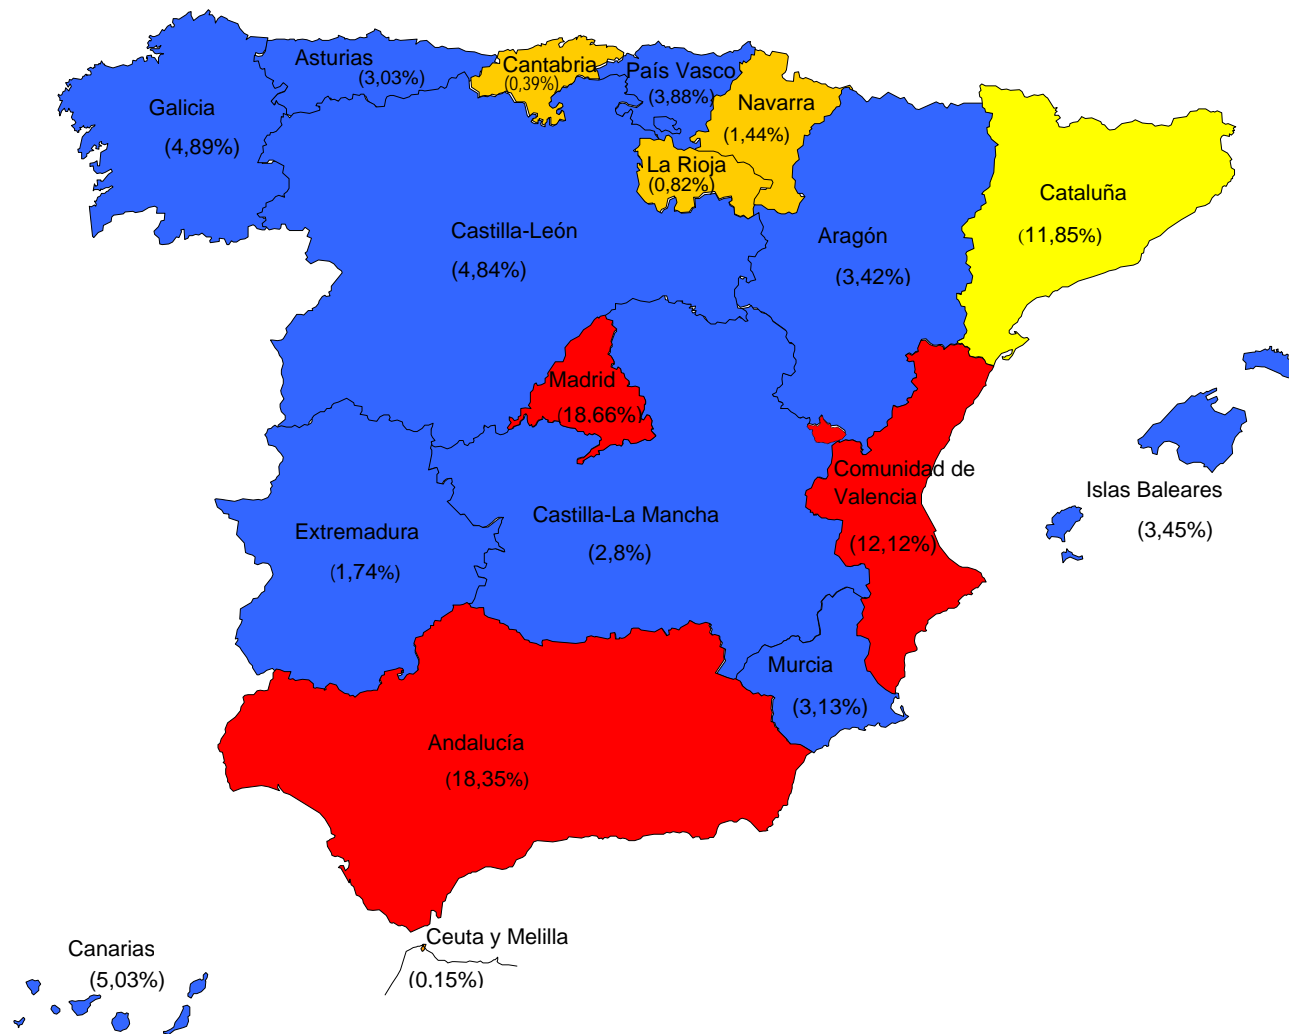 Asturias
(3,03%)
Cantabria
(0,39%)
País Vasco
(3,88%)
Galicia
(4,89%)
Navarra
(1,44%)
La Rioja
(0,82%)
Cataluña
(11,85%)
Castilla-León
(4,84%)
Aragón
(3,42%)
Madrid
(18,66%)
Comunidad de
Valencia
(12,12%)
Islas Baleares
(3,45%)
Extremadura
(1,74%)
Castilla-La Mancha
(2,8%)
Murcia
(3,13%)
Andalucía
(18,35%)
Ceuta y Melilla
(0,15%)
Canarias
(5,03%)